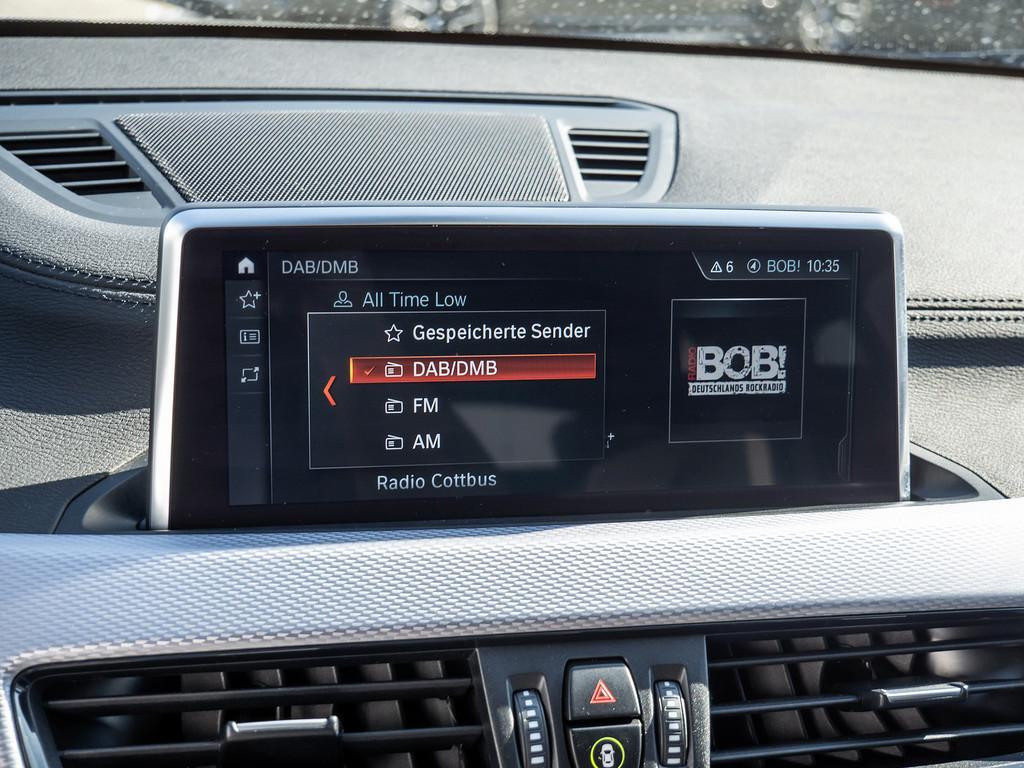 DAB/DMB
6 4 BOB! 10:35
All Time Low
Gespeicherte Sender
DAB/DMB
FM
AM
Radio Cottbus
RADIO
BOB!
DEUTSCHLANDS ROCKRADIO